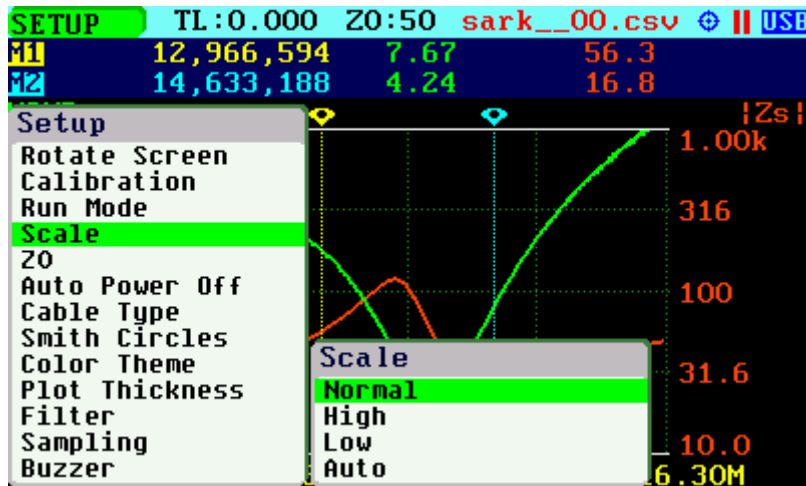 SETUP TL:0.000 Z0:50 sark__00.csv USB
M1 12,966,594 7.67 56.3
M2 14,633,188 4.24 16.8
|Zs|
Setup
1.00k
Rotate Screen
Calibration
Run Mode
316
Scale
Z0
Auto Power Off
100
Cable Type
Smith Circles
Color Theme
Scale
31.6
Plot Thickness
Normal
Filter
High
Sampling
Low
10.0
Buzzer
Auto
6.30M